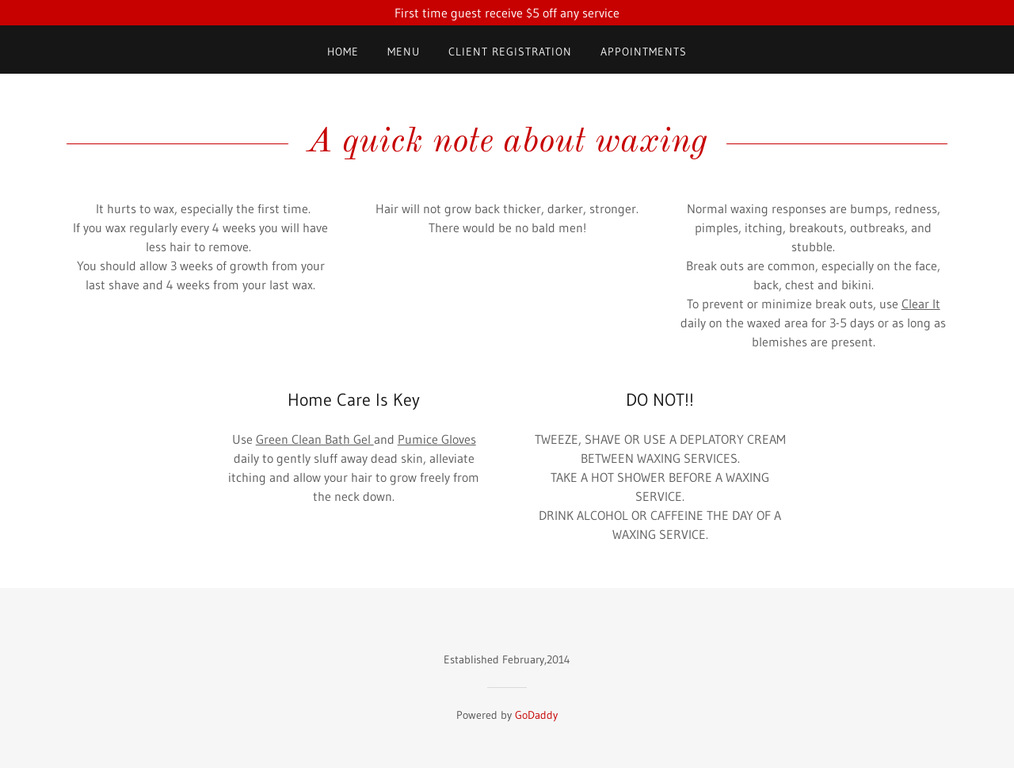 First time guest receive $5 off any service
HOME MENU CLIENT REGISTRATION APPOINTMENTS
A quick note about waxing
It hurts to wax, especially the first time.
If you wax regularly every 4 weeks you will have
less hair to remove.
You should allow 3 weeks of growth from your
last shave and 4 weeks from your last wax.
Hair will not grow back thicker, darker, stronger.
There would be no bald men!
Normal waxing responses are bumps, redness,
pimples, itching, breakouts, outbreaks, and
stubble.
Break outs are common, especially on the face,
back, chest and bikini.
To prevent or minimize break outs, use Clear It
daily on the waxed area for 3-5 days or as long as
blemishes are present.
Home Care Is Key
Use Green Clean Bath Gel and Pumice Gloves
daily to gently sluff away dead skin, alleviate
itching and allow your hair to grow freely from
the neck down.
DO NOT!!
TWEEZE, SHAVE OR USE A DEPLATORY CREAM
BETWEEN WAXING SERVICES.
TAKE A HOT SHOWER BEFORE A WAXING
SERVICE.
DRINK ALCOHOL OR CAFFEINE THE DAY OF A
WAXING SERVICE.
Established February,2014
Powered by GoDaddy